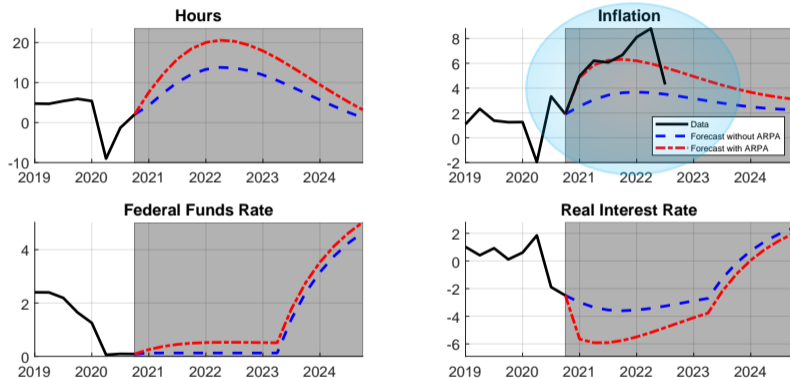 Hours
20
10
0
-10
2019 2020 2021 2022 2023 2024
Inflation
8
6
4
2
0
-2
2019 2020 2021 2022 2023 2024
Data
Forecast without ARPA
Forecast with ARPA
Federal Funds Rate
4
2
0
2019 2020 2021 2022 2023 2024
Real Interest Rate
2
0
-2
-4
-6
2019 2020 2021 2022 2023 2024